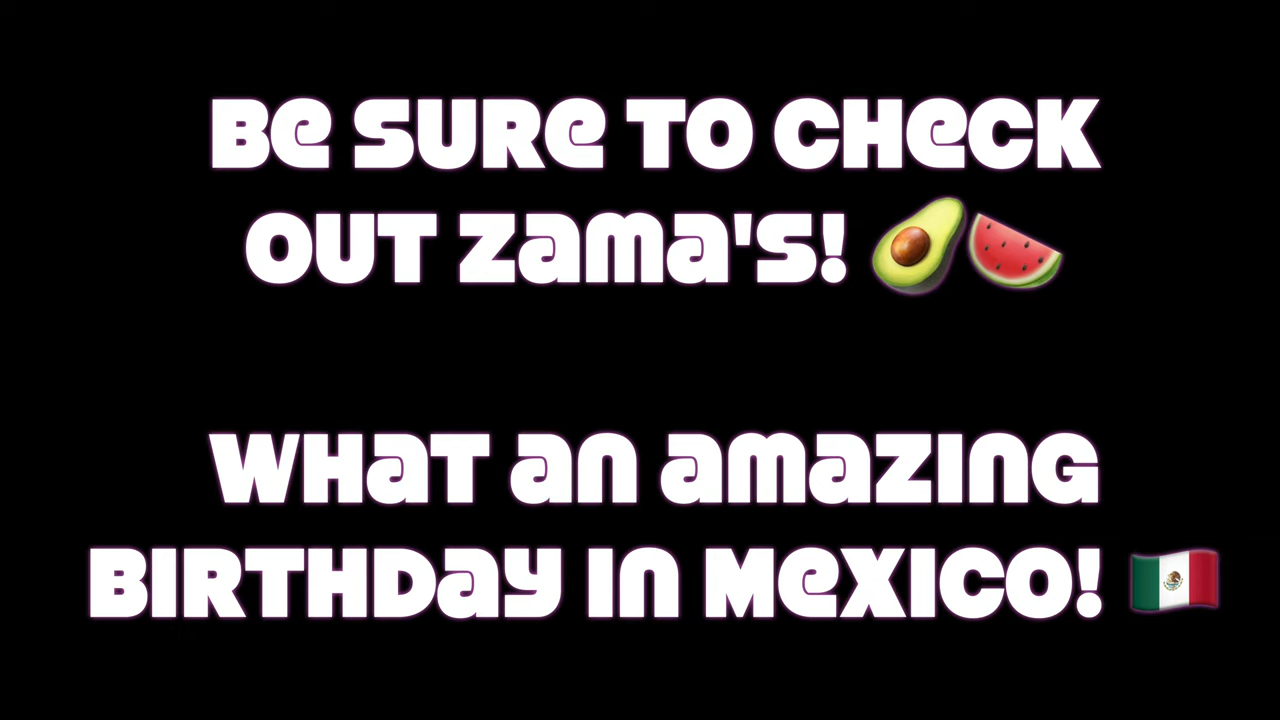 Be SURe TO CHeCK
OUT Zama'S! 🥑🍉
WHaT an amaZInG
BIRTHDay In MeXICO! 🇲🇽